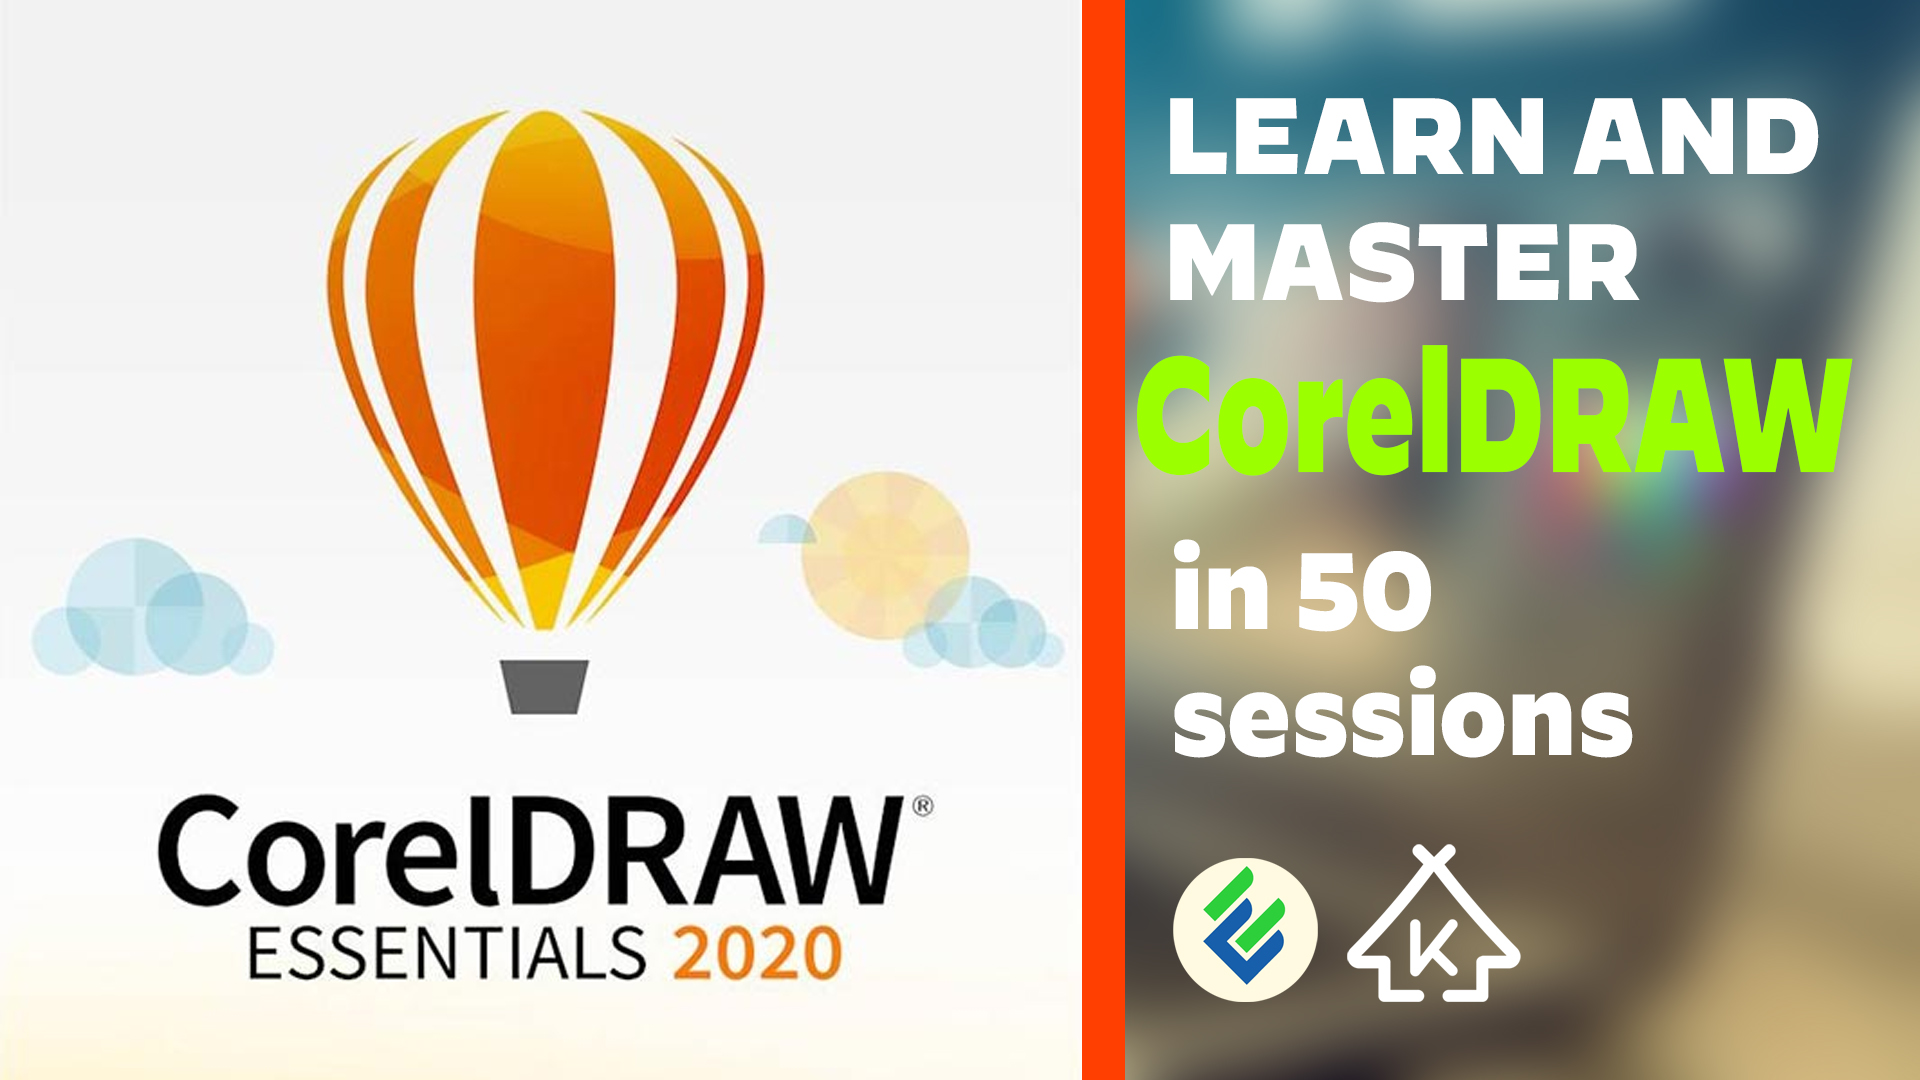 CorelDRAW®
ESSENTIALS 2020
LEARN AND
MASTER
CorelDRAW
in 50
sessions
K